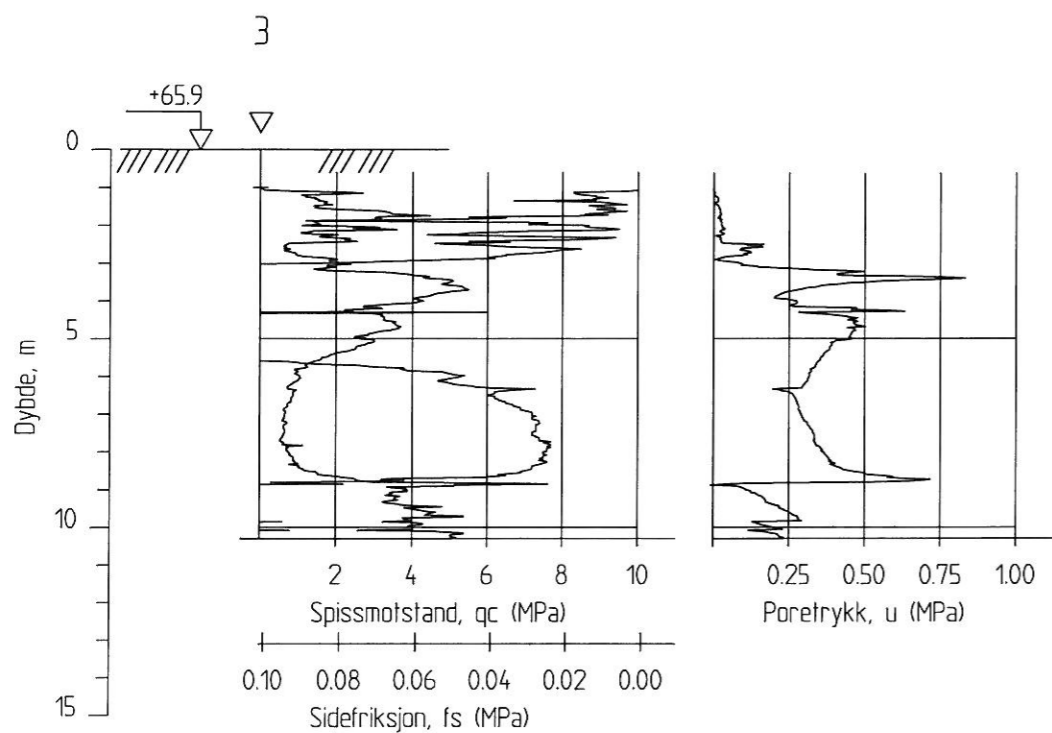 3
+65.9
0
5
10
15
Dybde, m
2 4 6 8 10
Spissmotstand, qc (MPa)
0.10 0.08 0.06 0.04 0.02 0.00
Sidefriksjon, fs (MPa)
0.25 0.50 0.75 1.00
Poretrykk, u (MPa)